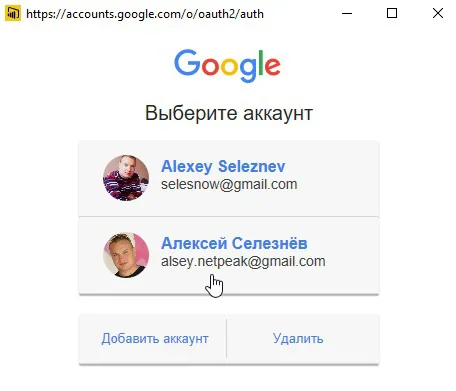 https://accounts.google.com/o/oauth2/auth
Google
Выберите аккаунт
Alexey Seleznev
selesnow@gmail.com
Алексей Селезнёв
alsey.netpeak@gmail.com
Добавить аккаунт Удалить